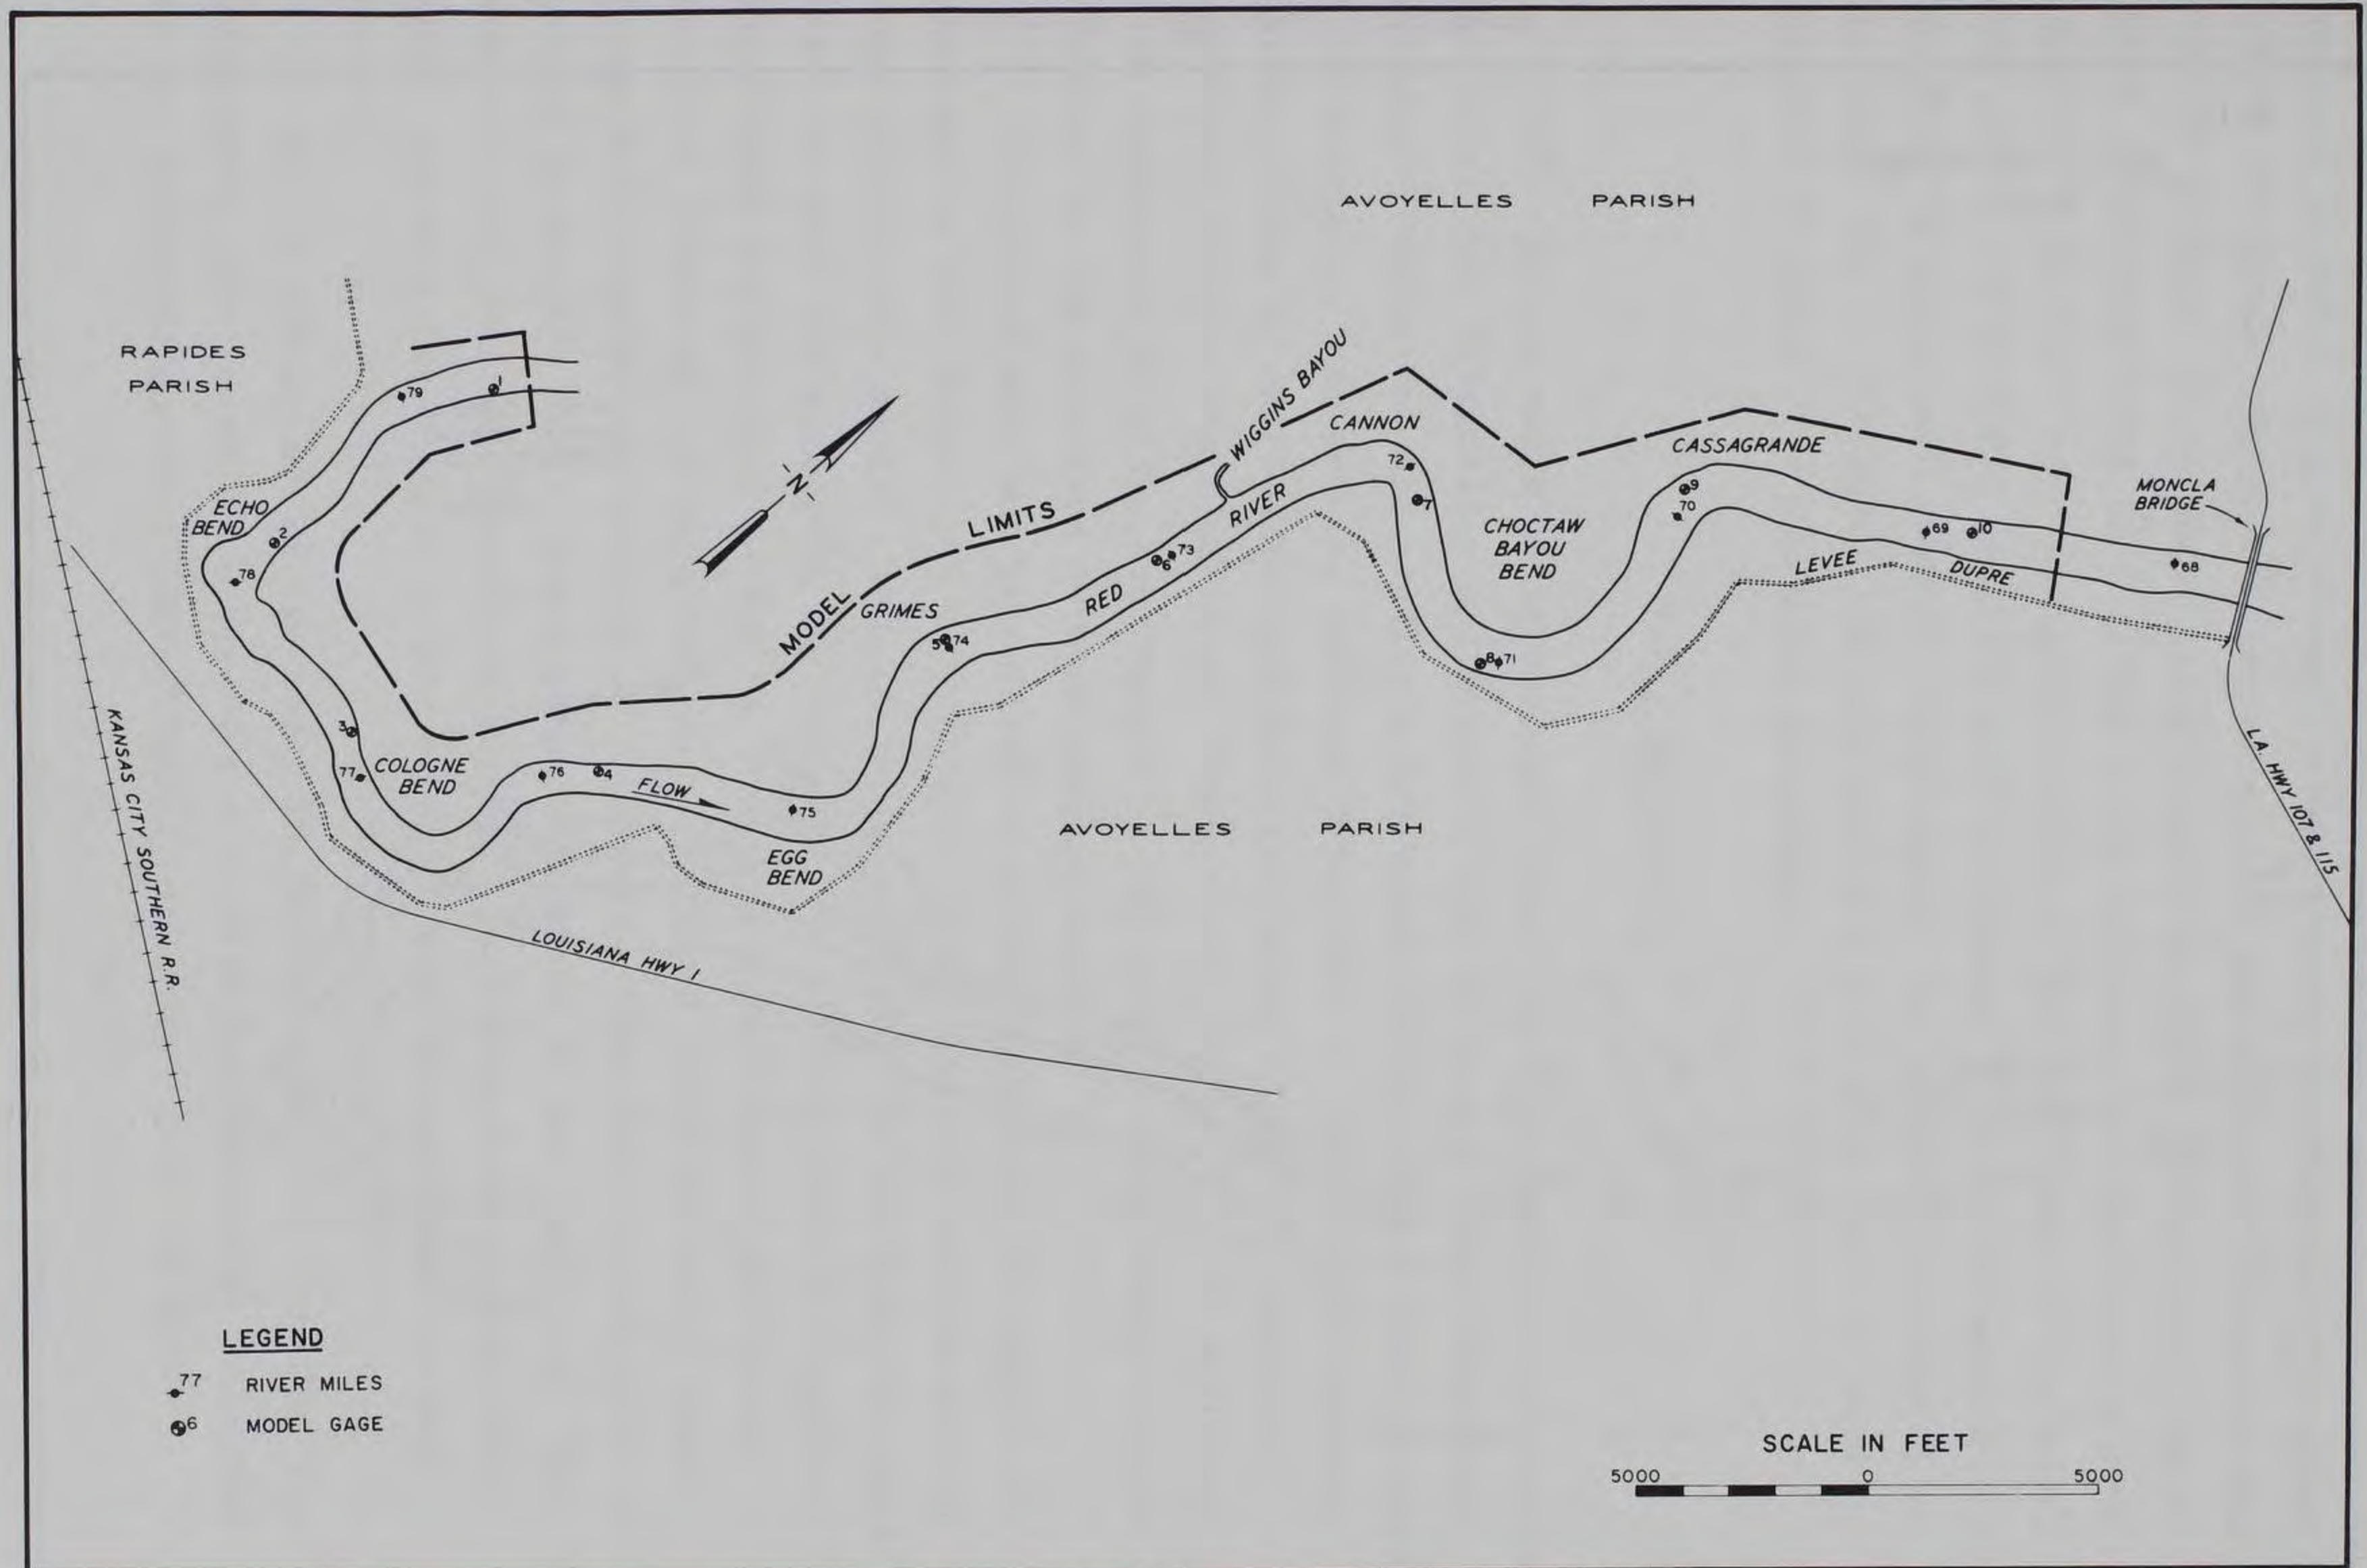 AVOYELLES PARISH
RAPIDES
PARISH
79
1
WIGGINS BAYOU
CANNON
CASSAGRANDE
72
7
9
70
MONCLA
BRIDGE
ECHO
BEND
2
78
N
LIMITS
MODEL
RIVER
RED
73
6
CHOCTAW
BAYOU
BEND
69
10
68
LEVEE
DUPRE
GRIMES
5
74
8
71
3
77
COLOGNE
BEND
76
4
FLOW
75
EGG
BEND
AVOYELLES PARISH
KANSAS CITY SOUTHERN R.R.
LOUISIANA HWY 1
LA. HWY 107 & 115
LEGEND
77 RIVER MILES
6 MODEL GAGE
SCALE IN FEET
5000 0 5000